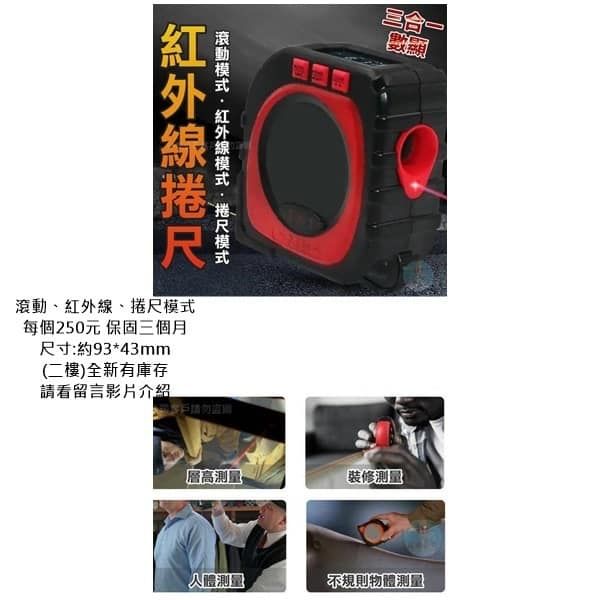 三合一
數顯
紅外線捲尺
滾動模式·紅外線模式·捲尺模式
滾動、紅外線、捲尺模式
每個250元 保固三個月
尺寸:約93*43mm
(二樓)全新有庫存
請看留言影片介紹
層高測量
裝修測量
人體測量
不規則物體測量